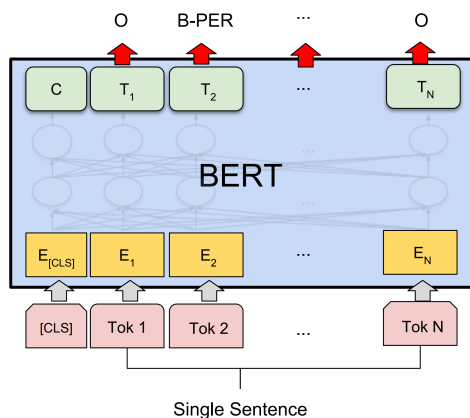 O B-PER ... O
C T1 T2 ... TN
...
BERT
...
E[CLS] E1 E2 ... EN
[CLS] Tok 1 Tok 2 ... Tok N
Single Sentence